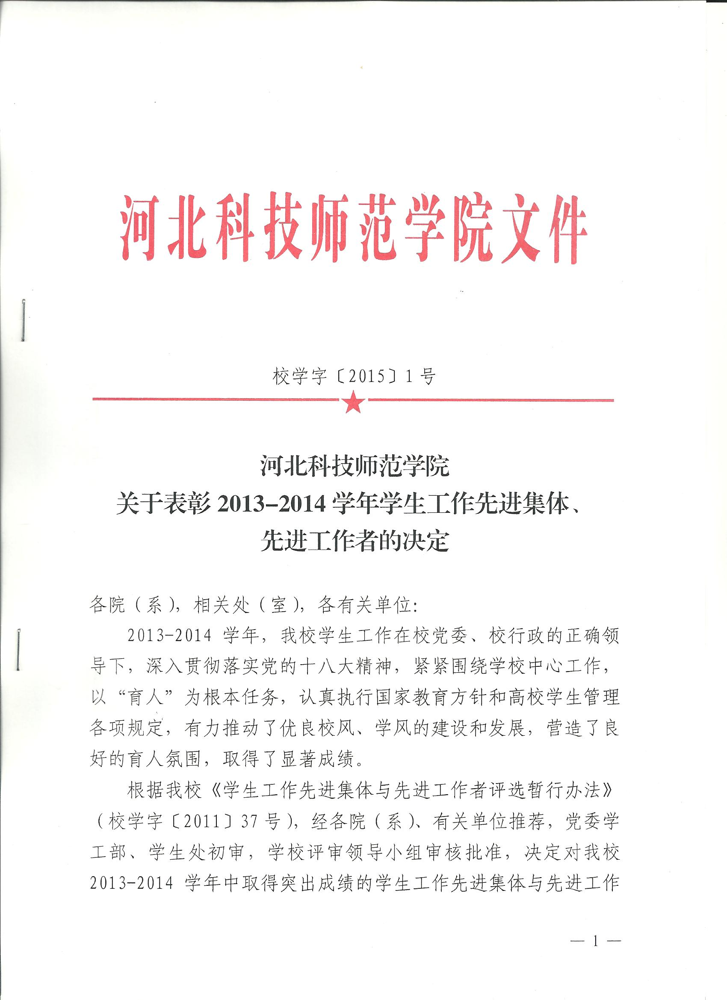 河北科技师范学院文件
校学字〔2015〕1号
河北科技师范学院
关于表彰 2013-2014 学年学生工作先进集体、
先进工作者的决定
各院（系），相关处（室），各有关单位：
2013-2014 学年，我校学生工作在校党委、校行政的正确领
导下，深入贯彻落实党的十八大精神，紧紧围绕学校中心工作，
以“育人”为根本任务，认真执行国家教育方针和高校学生管理
各项规定，有力推动了优良校风、学风的建设和发展，营造了良
好的育人氛围，取得了显著成绩。
根据我校《学生工作先进集体与先进工作者评选暂行办法》
（校学字〔2011〕37号），经各院（系）、有关单位推荐，党委学
工部、学生处初审，学校评审领导小组审核批准，决定对我校
2013-2014 学年中取得突出成绩的学生工作先进集体与先进工作
— 1 —